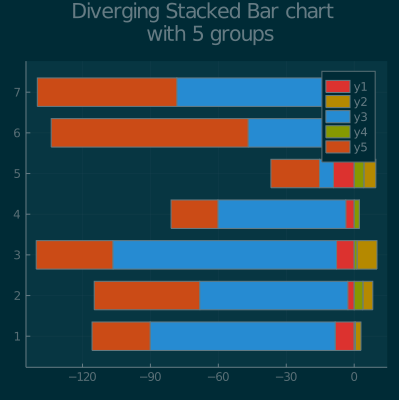 Diverging Stacked Bar chart
with 5 groups
7
6
5
4
3
2
1
y1
y2
y3
y4
y5
−120 −90 −60 −30 0